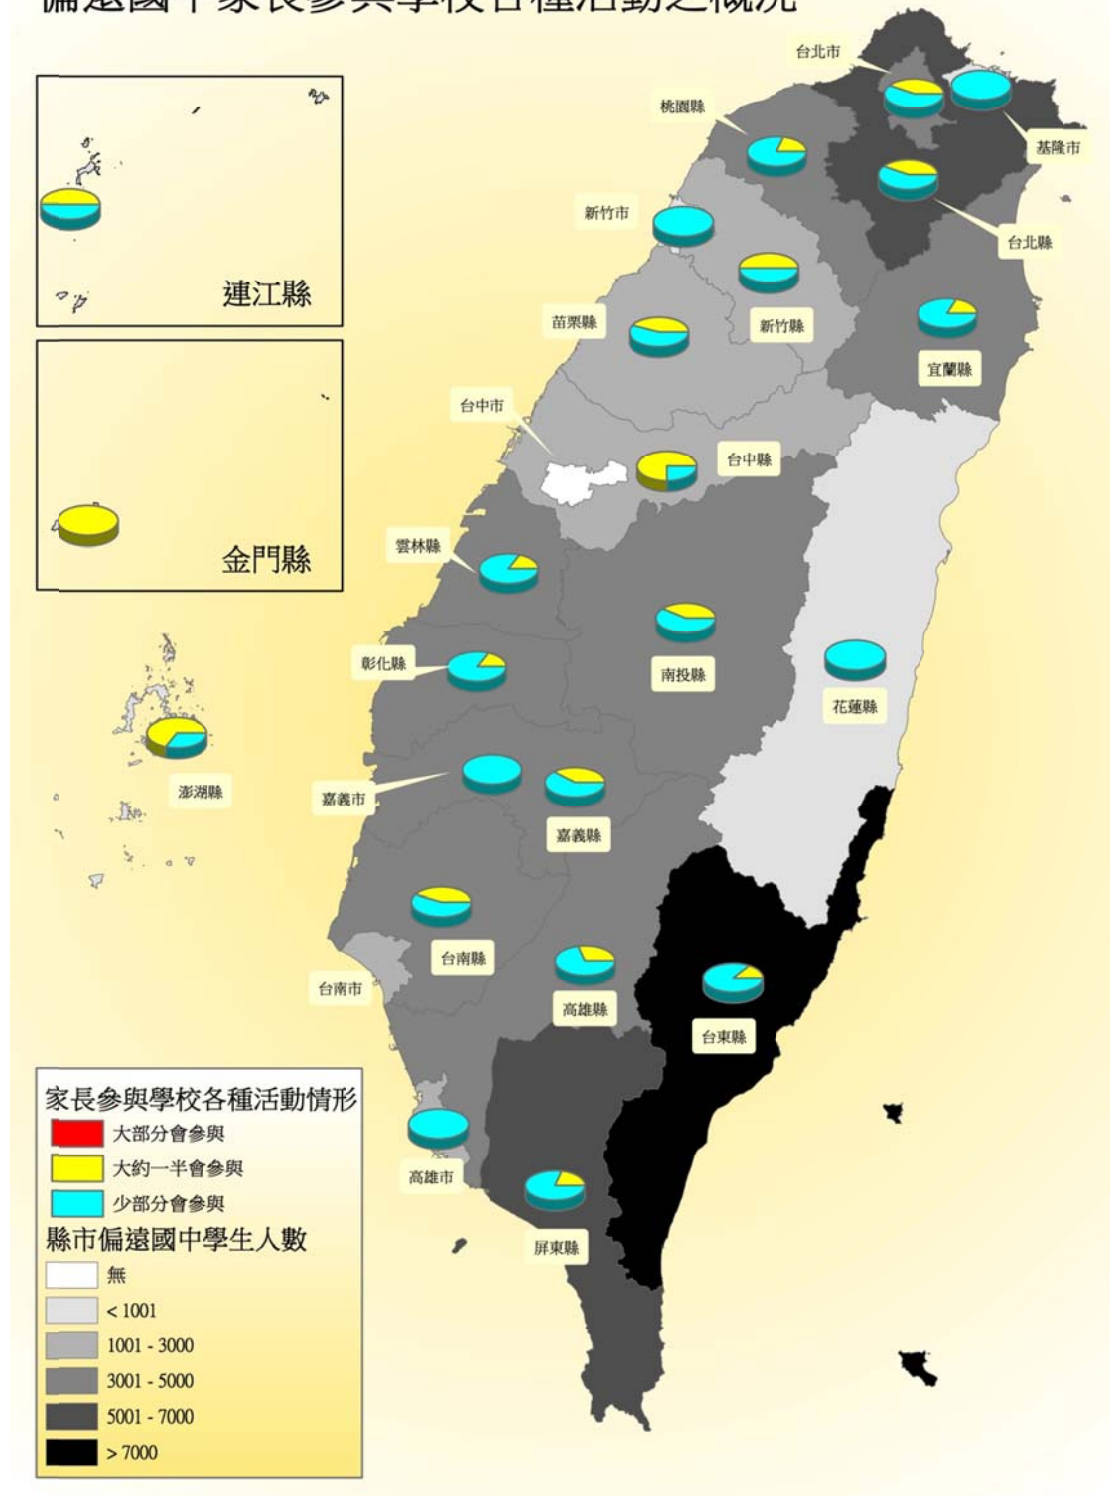 偏遠國中家長參與學校各種活動之概況
台北市
桃園縣
基隆市
新竹市
台北縣
連江縣
苗栗縣
新竹縣
宜蘭縣
台中市
台中縣
雲林縣
金門縣
彰化縣
南投縣
花蓮縣
澎湖縣
嘉義市
嘉義縣
台南縣
台南市
高雄縣
台東縣
高雄市
屏東縣
家長參與學校各種活動情形
大部分會參與
大約一半會參與
少部分會參與
縣市偏遠國中學生人數
無
< 1001
1001 - 3000
3001 - 5000
5001 - 7000
> 7000